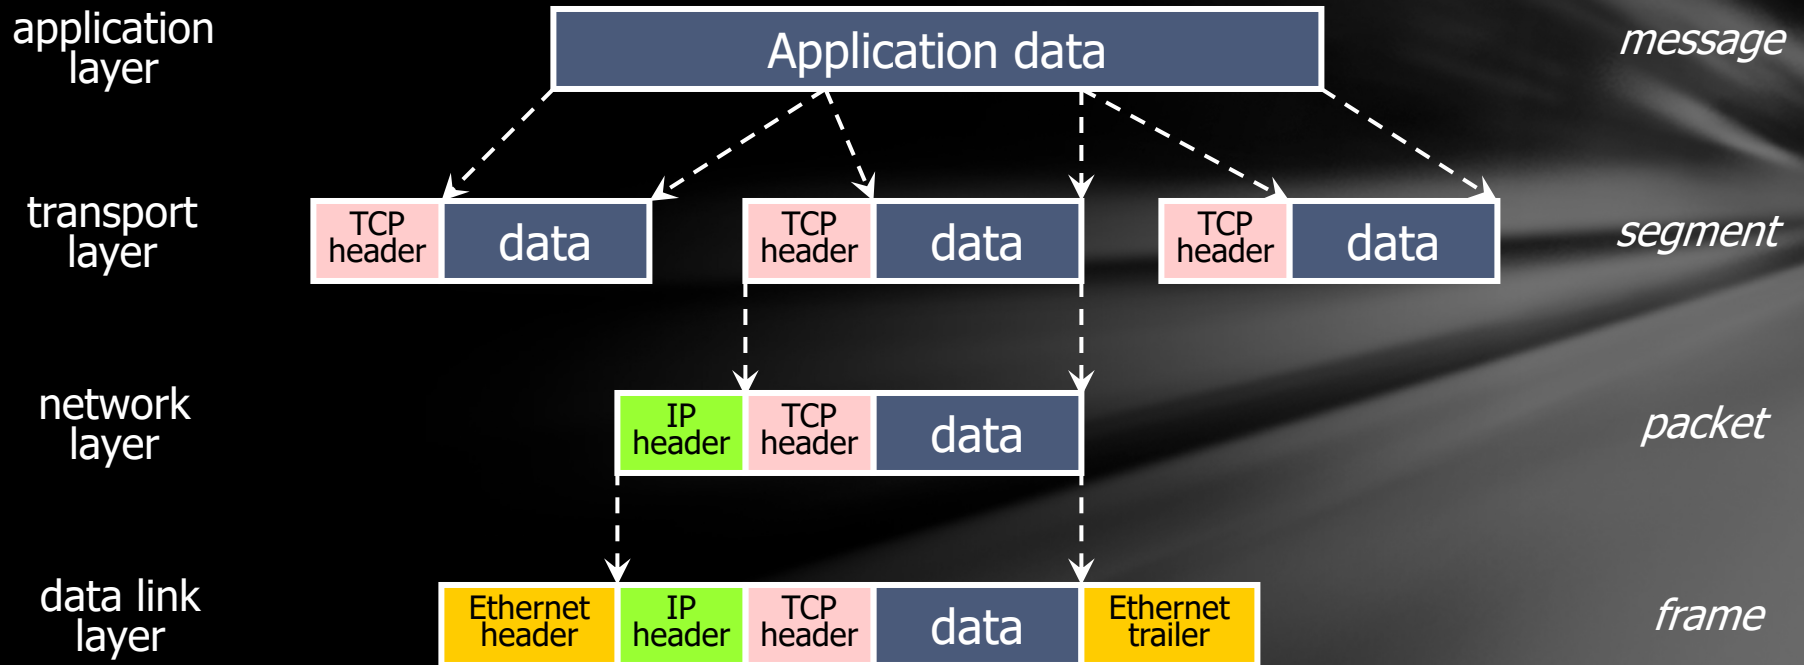 application
layer
Application data
message
transport
layer
TCP
header
data
TCP
header
data
TCP
header
data
segment
network
layer
IP
header
TCP
header
data
packet
data link
layer
Ethernet
header
IP
header
TCP
header
data
Ethernet
trailer
frame